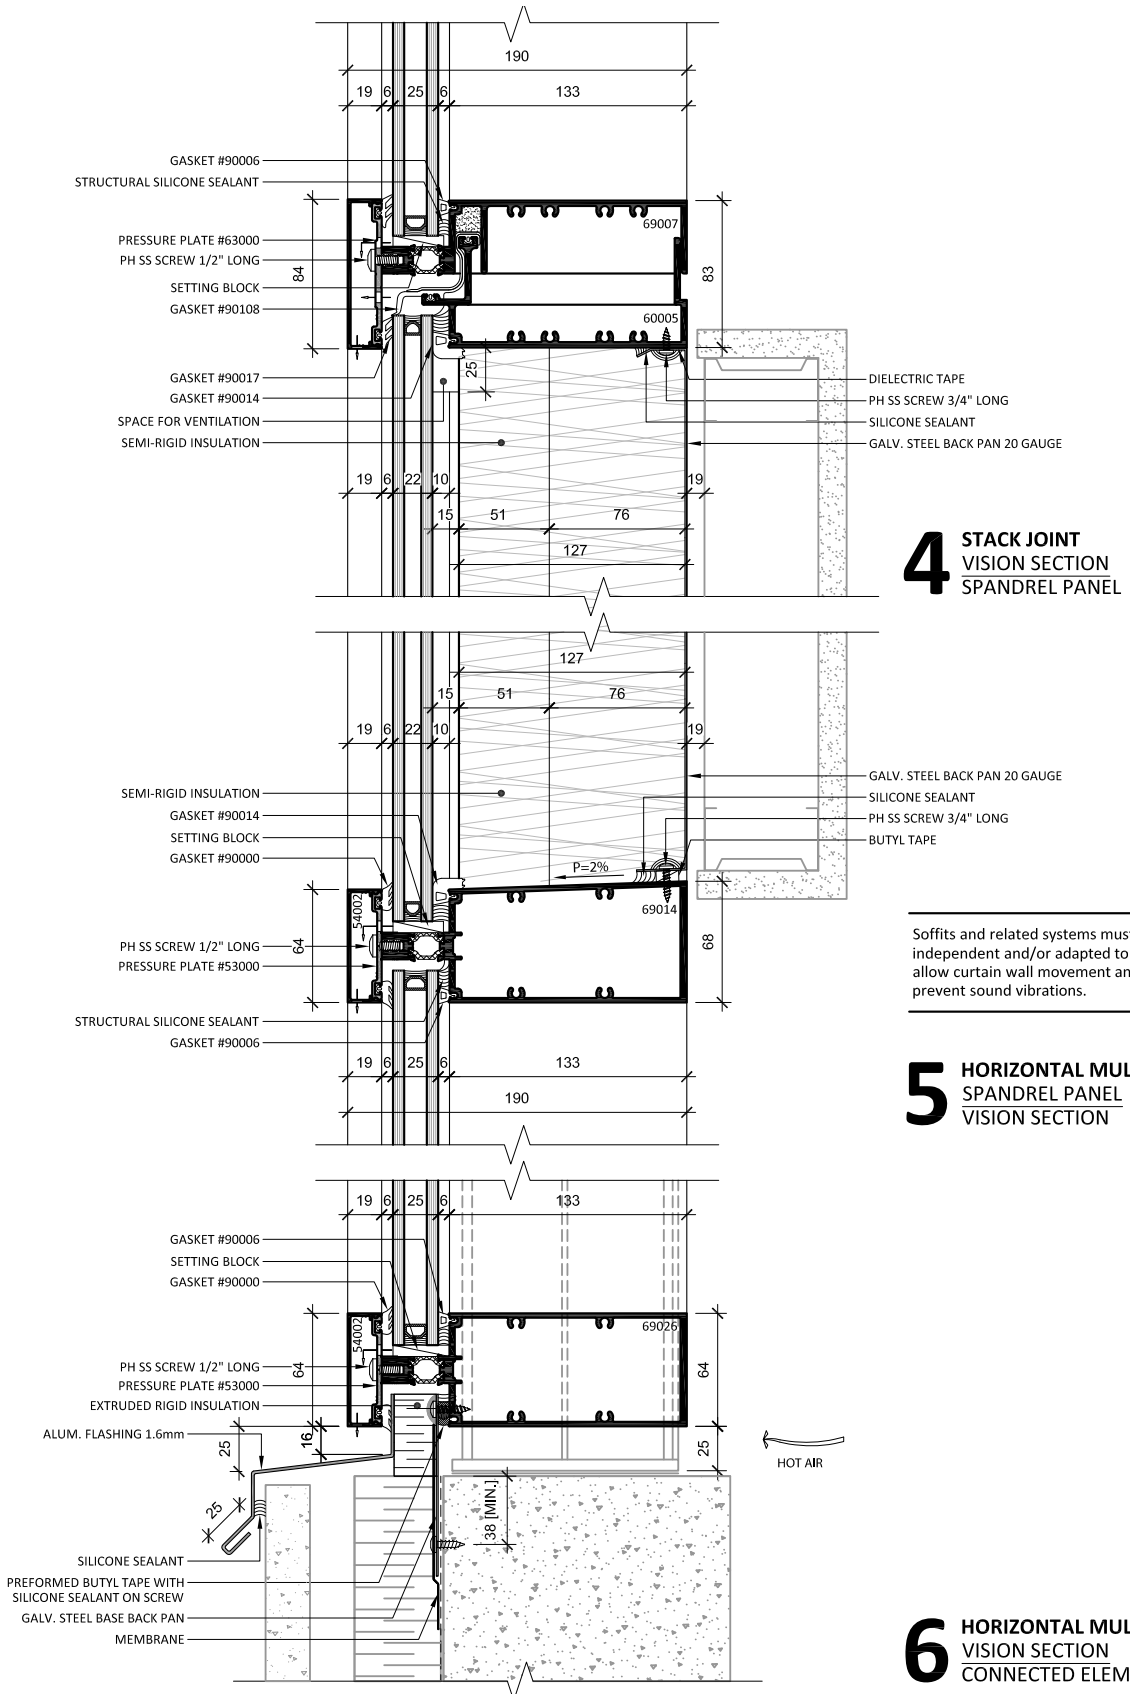 190
19 6 25 6 133
GASKET #90006
STRUCTURAL SILICONE SEALANT
PRESSURE PLATE #63000
PH SS SCREW 1/2" LONG
SETTING BLOCK
GASKET #90108
84
69007
83
60005
GASKET #90017
GASKET #90014
SPACE FOR VENTILATION
SEMI-RIGID INSULATION
25
DIELECTRIC TAPE
PH SS SCREW 3/4" LONG
SILICONE SEALANT
GALV. STEEL BACK PAN 20 GAUGE
19 6 22 10 19
15 51 76
127
4 STACK JOINT
VISION SECTION
SPANDREL PANEL
127
15 51 76
19 6 22 10 19
SEMI-RIGID INSULATION
GASKET #90014
SETTING BLOCK
GASKET #90000
GALV. STEEL BACK PAN 20 GAUGE
SILICONE SEALANT
PH SS SCREW 3/4" LONG
BUTYL TAPE
P=2%
54002
69014
64
68
PH SS SCREW 1/2" LONG
PRESSURE PLATE #53000
STRUCTURAL SILICONE SEALANT
GASKET #90006
Soffits and related systems mus
independent and/or adapted to
allow curtain wall movement an
prevent sound vibrations.
19 6 25 6 133
190
5 HORIZONTAL MUL
SPANDREL PANEL
VISION SECTION
19 6 25 6 133
GASKET #90006
SETTING BLOCK
GASKET #90000
54002
69026
64
64
PH SS SCREW 1/2" LONG
PRESSURE PLATE #53000
EXTRUDED RIGID INSULATION
ALUM. FLASHING 1.6mm
25
16
25
HOT AIR
25
38 [MIN.]
SILICONE SEALANT
PREFORMED BUTYL TAPE WITH
SILICONE SEALANT ON SCREW
GALV. STEEL BASE BACK PAN
MEMBRANE
6 HORIZONTAL MUL
VISION SECTION
CONNECTED ELEM